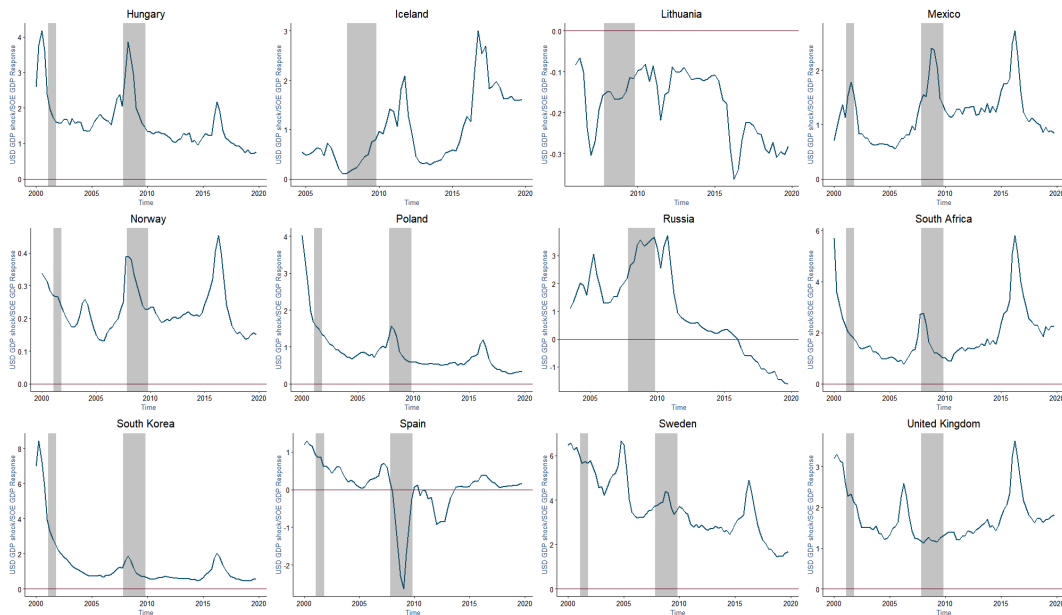 Hungary
USD GDP shock/SOE GDP Response
4
3
2
1
0
2000 2005 2010 2015 2020
Time
Iceland
USD GDP shock/SOE GDP Response
3
2
1
0
2005 2010 2015 2020
Time
Lithuania
USD GDP shock/SOE GDP Response
0.0
-0.1
-0.2
-0.3
2010 2015 2020
Time
Mexico
USD GDP shock/SOE GDP Response
2
1
0
2000 2005 2010 2015 2020
Time
Norway
USD GDP shock/SOE GDP Response
0.4
0.3
0.2
0.1
0.0
2000 2005 2010 2015 2020
Time
Poland
USD GDP shock/SOE GDP Response
4
3
2
1
0
2000 2005 2010 2015 2020
Time
Russia
USD GDP shock/SOE GDP Response
3
2
1
0
-1
2005 2010 2015 2020
Time
South Africa
USD GDP shock/SOE GDP Response
6
4
2
0
2000 2005 2010 2015 2020
Time
South Korea
USD GDP shock/SOE GDP Response
8
6
4
2
0
2000 2005 2010 2015 2020
Time
Spain
USD GDP shock/SOE GDP Response
1
0
-1
-2
2000 2005 2010 2015 2020
Time
Sweden
USD GDP shock/SOE GDP Response
6
4
2
0
2000 2005 2010 2015 2020
Time
United Kingdom
USD GDP shock/SOE GDP Response
3
2
1
0
2000 2005 2010 2015 2020
Time